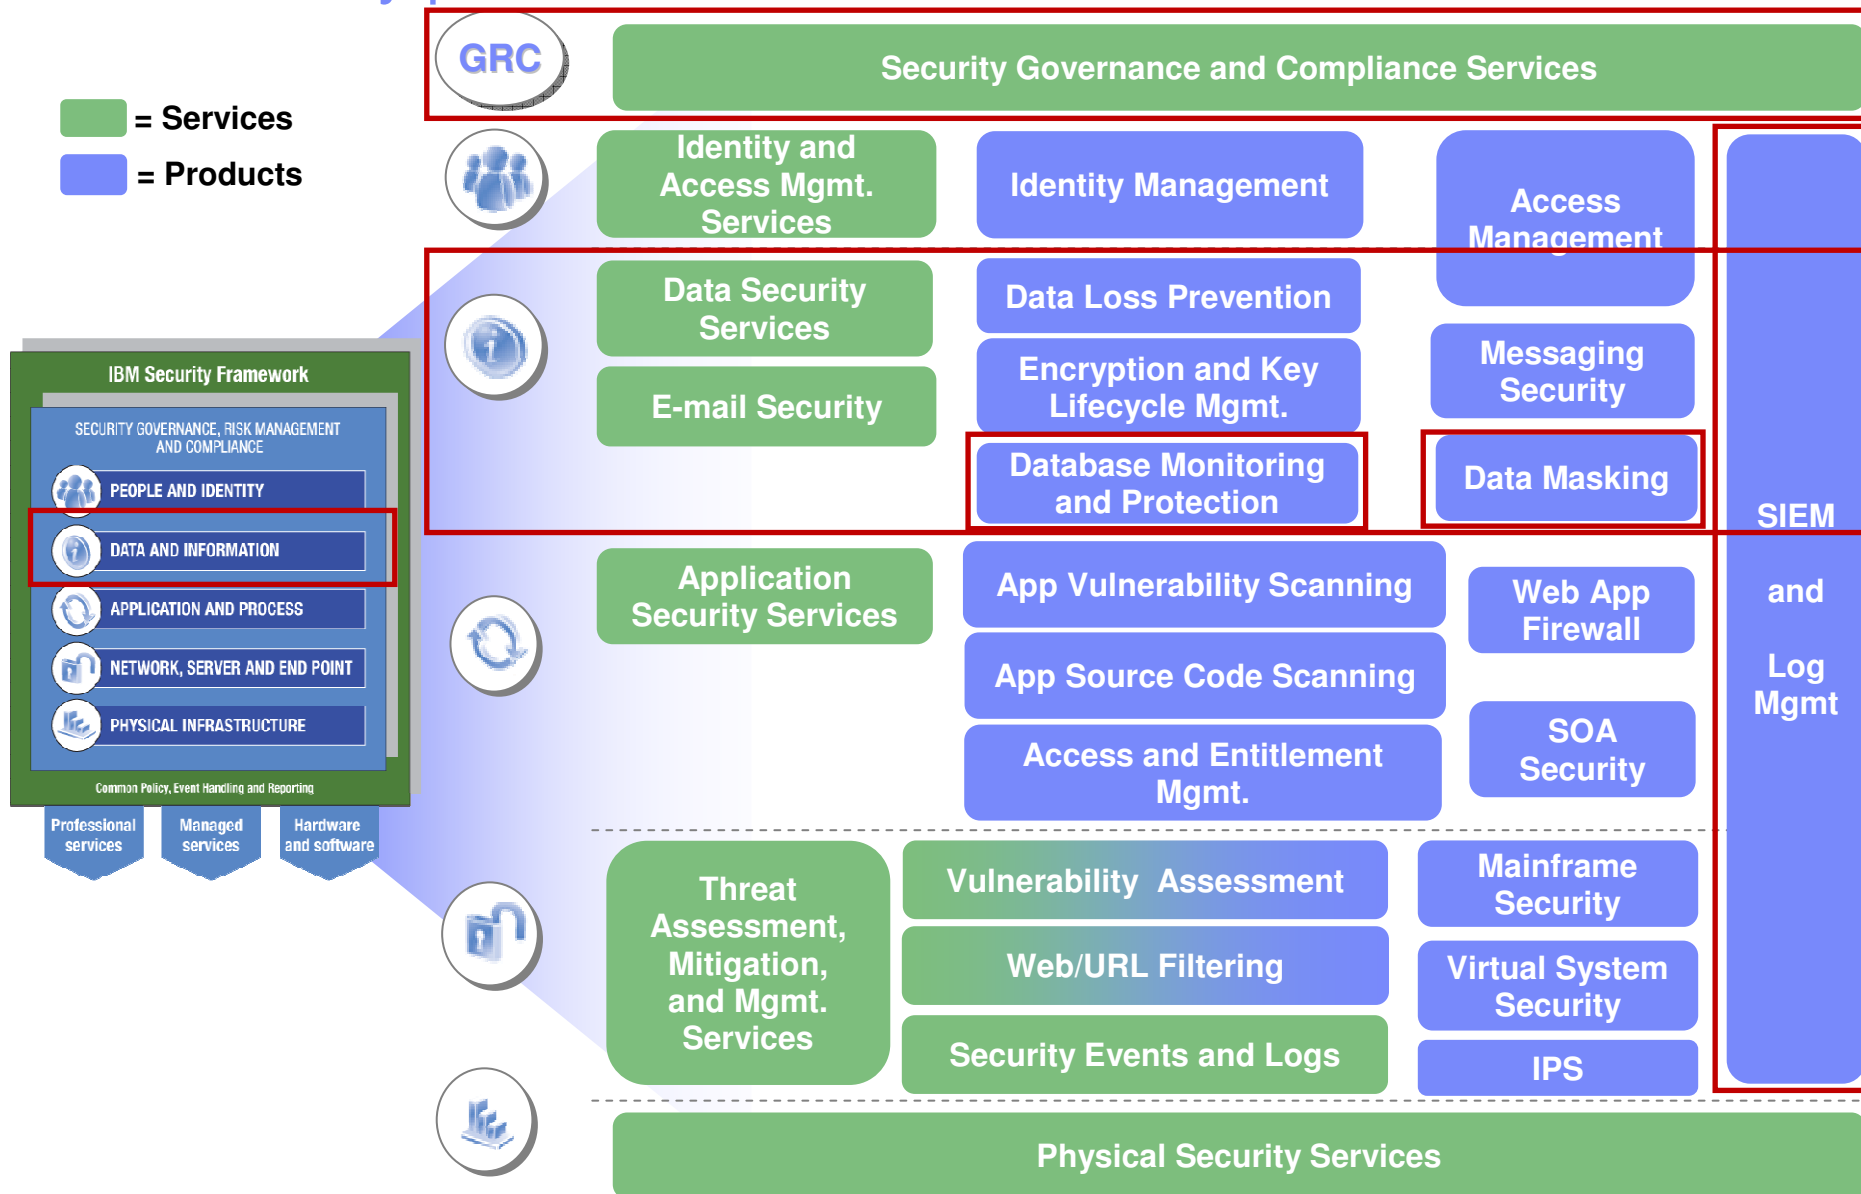 GRC
Security Governance and Compliance Services
= Services
= Products
Identity and
Access Mgmt.
Services
Identity Management
Access
Management
Data Security
Services
Data Loss Prevention
E-mail Security
Encryption and Key
Lifecycle Mgmt.
Messaging
Security
Database Monitoring
and Protection
Data Masking
SIEM
and
Log
Mgmt
IBM Security Framework
SECURITY GOVERNANCE, RISK MANAGEMENT
AND COMPLIANCE
PEOPLE AND IDENTITY
DATA AND INFORMATION
APPLICATION AND PROCESS
NETWORK, SERVER AND END POINT
PHYSICAL INFRASTRUCTURE
Common Policy, Event Handling and Reporting
Professional
services
Managed
services
Hardware
and software
Application
Security Services
App Vulnerability Scanning
Web App
Firewall
App Source Code Scanning
Access and Entitlement
Mgmt.
SOA
Security
Threat
Assessment,
Mitigation,
and Mgmt.
Services
Vulnerability Assessment
Mainframe
Security
Web/URL Filtering
Virtual System
Security
Security Events and Logs
IPS
Physical Security Services